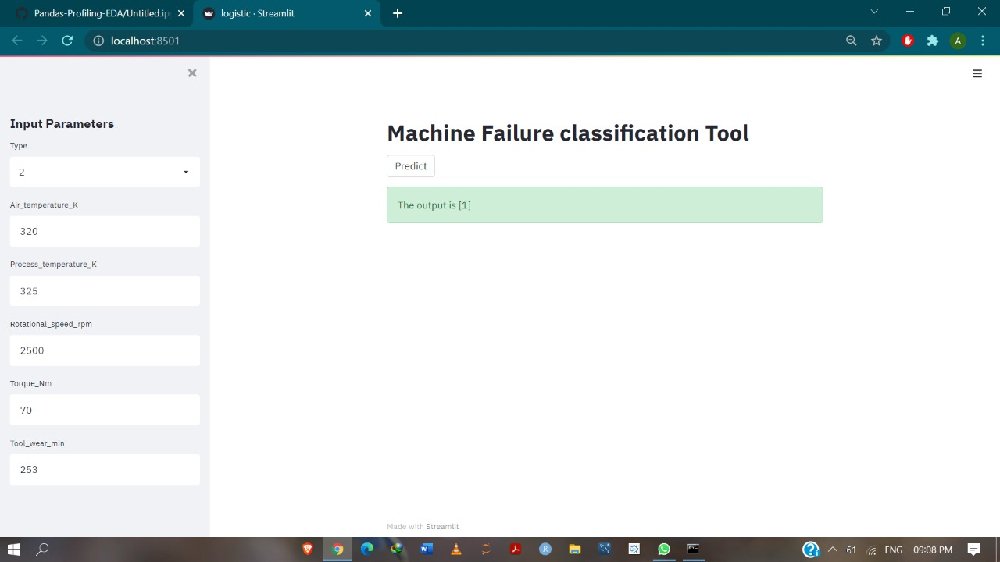 Pandas-Profiling-EDA/Untitled.ip
logistic · Streamlit
localhost:8501
A
Input Parameters
Type
2
Air_temperature_K
320
Process_temperature_K
325
Rotational_speed_rpm
2500
Torque_Nm
70
Tool_wear_min
253
Machine Failure classification Tool
Predict
The output is [1]
Made with Streamlit
61 ENG 09:08 PM